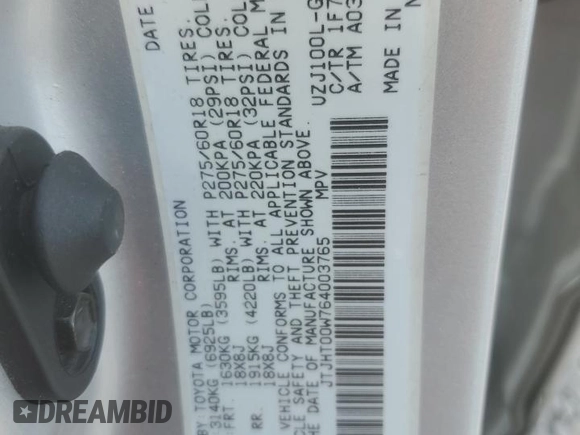 DATE
BY TOYOTA MOTOR CORPORATION
3140KG (6925LB)
FRT. 1630KG (3595LB) WITH P275/60R18 TIRES.
18X8J RIMS. AT 200KPA (29PSI) COL
RR. 1915KG (4220LB) WITH P275/60R18 TIRES.
18X8J RIMS. AT 220KPA (32PSI) COL
VEHICLE CONFORMS TO ALL APPLICABLE FEDERAL M
CLE SAFETY AND THEFT PREVENTION STANDARDS IN
THE DATE OF MANUFACTURE SHOWN ABOVE.
JTJHT00W764003765 UZJ100L-G
MPV C/TR 1F7
A/TM A03
MADE IN
DREAMBID